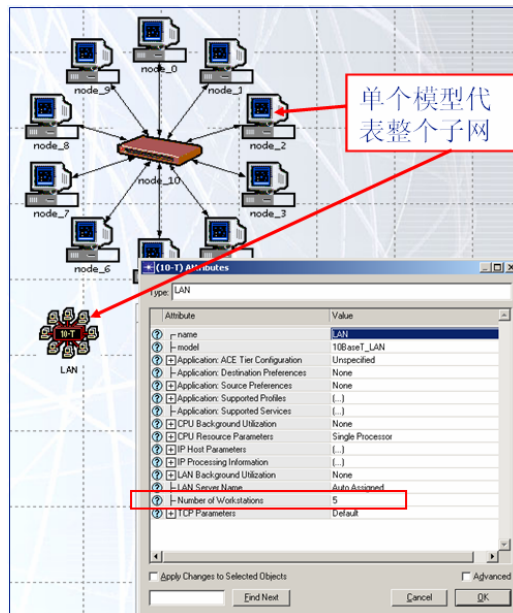 node_0
node_9
node_1
单个模型代
表整个子网
node_8
node_2
node_10
node_7
node_3
node_6
(10-T) Attributes
Type: LAN
10-T
LAN
Attribute Value
name LAN
model 10BaseT_LAN
Application: ACE Tier Configuration Unspecified
Application: Destination Preferences None
Application: Source Preferences None
Application: Supported Profiles (...)
Application: Supported Services (...)
CPU Background Utilization None
CPU Resource Parameters Single Processor
IP Host Parameters (...)
IP Processing Information (...)
LAN Background Utilization None
LAN Server Name Auto Assigned
Number of Workstations 5
TCP Parameters Default
Apply Changes to Selected Objects Advanced
Find Next Cancel OK